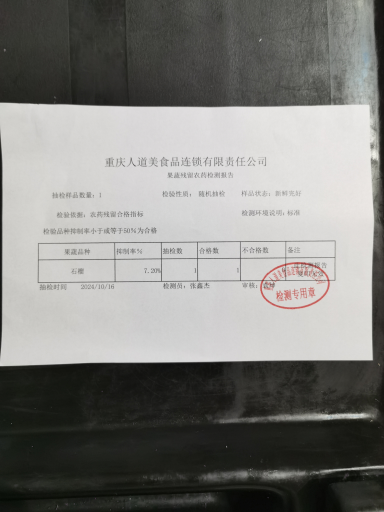 重庆人道美食品连锁有限责任公司
果蔬残留农药检测报告
抽检样品数量：1 检验性质： 随机抽检 样品状态：新鲜完好
检验依据：农药残留合格指标 检测环境说明：标准
检验品种抑制率小于或等于50%为合格
果蔬品种 抑制率% 抽检数 合格数 不合格数 备注
石榴 7.20% 1 1
抽检时间 2024/10/16 检测员：张鑫杰 审核：
检测专用章